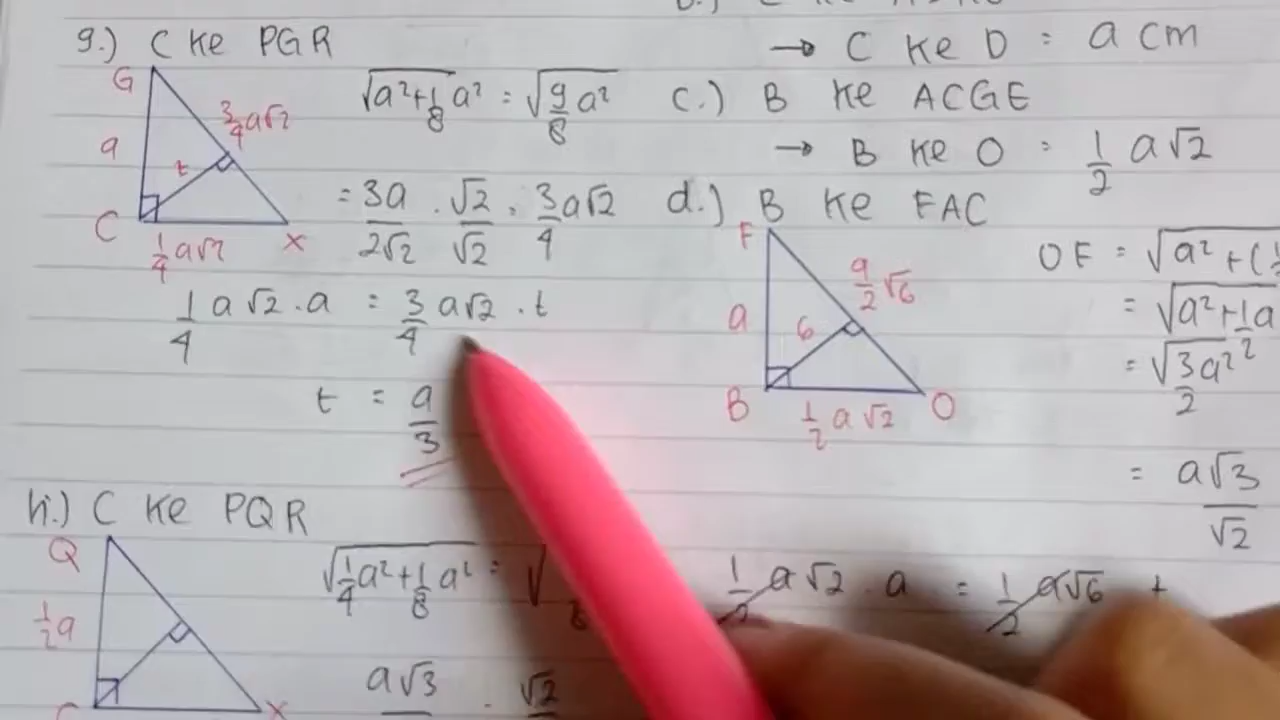 g.) C ke PGR
G
a
3/4 a√2
t
C
1/4 a√2
X
√(a² + 1/8 a²) = √(9/8 a²)
= 3a/2√2 . √2/√2 = 3/4 a√2
1/4 a√2 . a = 3/4 a√2 . t
t = a/3
h.) C ke PQR
Q
1/2 a
X
√(1/4 a² + 1/8 a²) = √
a√3 . √2
→ C ke D = a cm
c.) B ke ACGE
→ B ke O = 1/2 a√2
d.) B ke FAC
F
a
a/2 √6
6
B
1/2 a√2
O
OF = √a² + (
= √a² + 1/2 a
= √(3/2 a²)
= a√3/√2
1/2 a√2 . a = 1/2 a√6